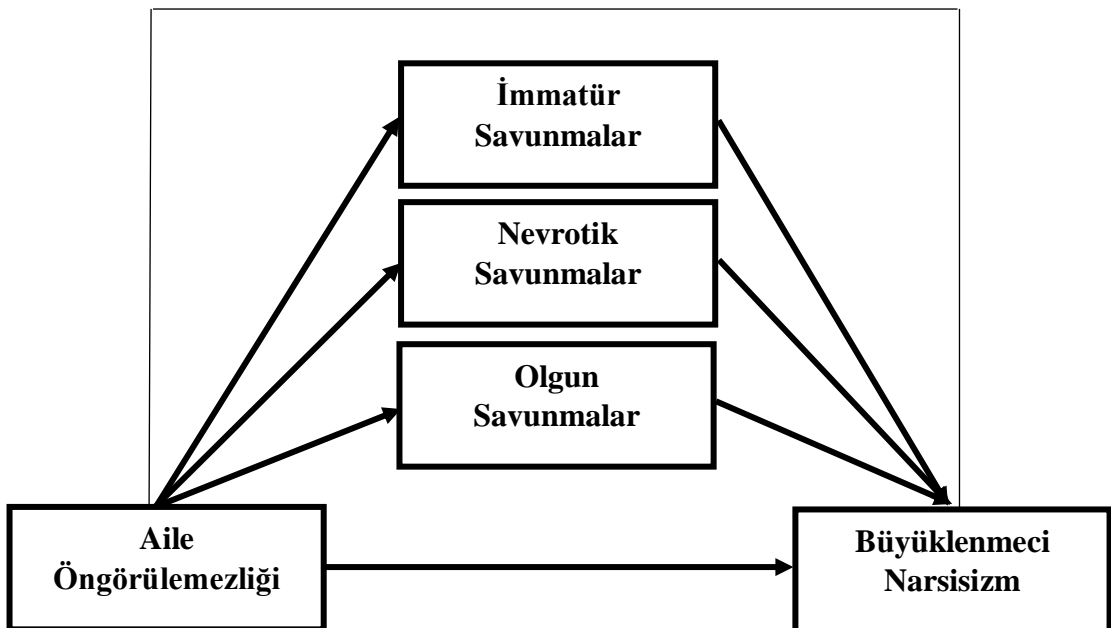 İmmatür
Savunmalar
Nevrotik
Savunmalar
Olgun
Savunmalar
Aile
Öngörülemezliği
Büyüklenmeci
Narsisizm